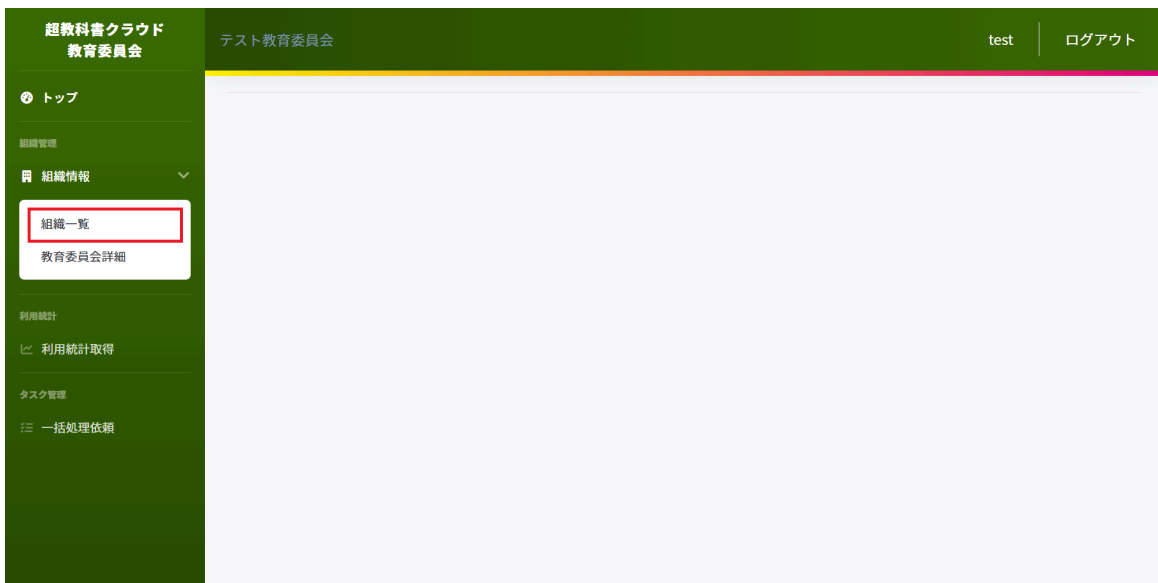 超教科書クラウド
教育委員会
テスト教育委員会
test
ログアウト
トップ
組織管理
組織情報
組織一覧
教育委員会詳細
利用統計
利用統計取得
タスク管理
一括処理依頼